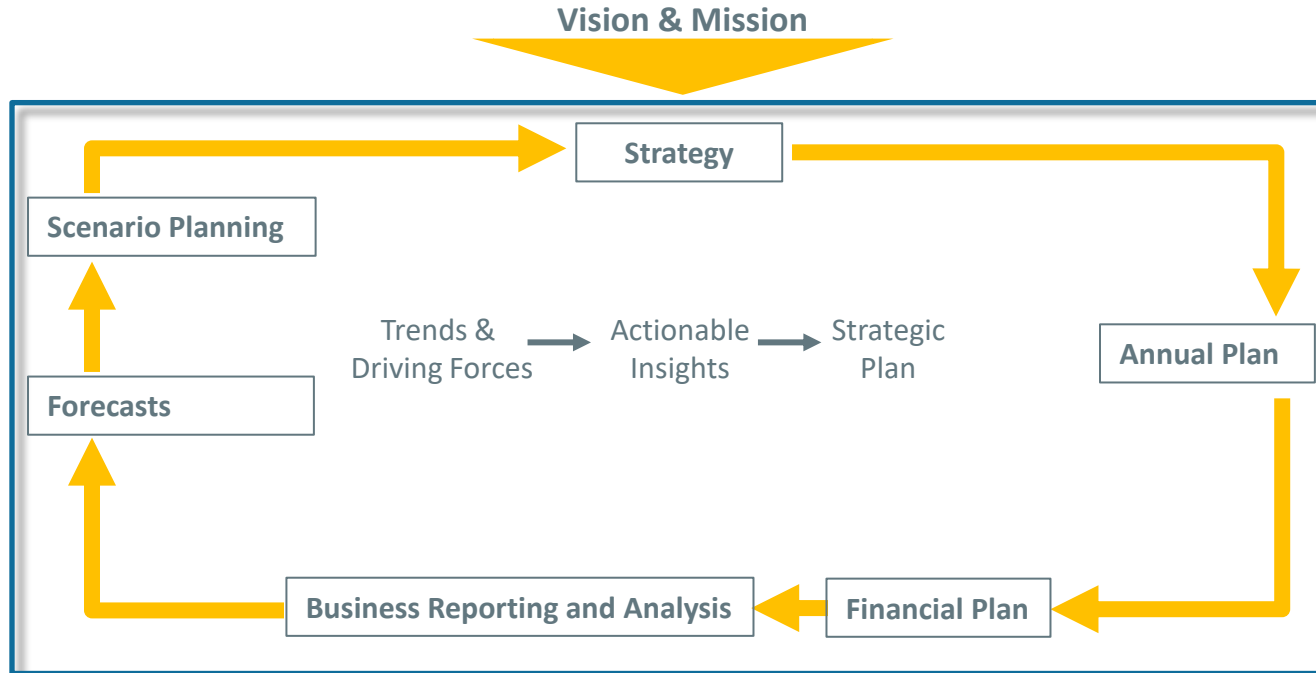 Vision & Mission
Strategy
Scenario Planning
Trends &
Driving Forces
Actionable
Insights
Strategic
Plan
Annual Plan
Forecasts
Business Reporting and Analysis
Financial Plan